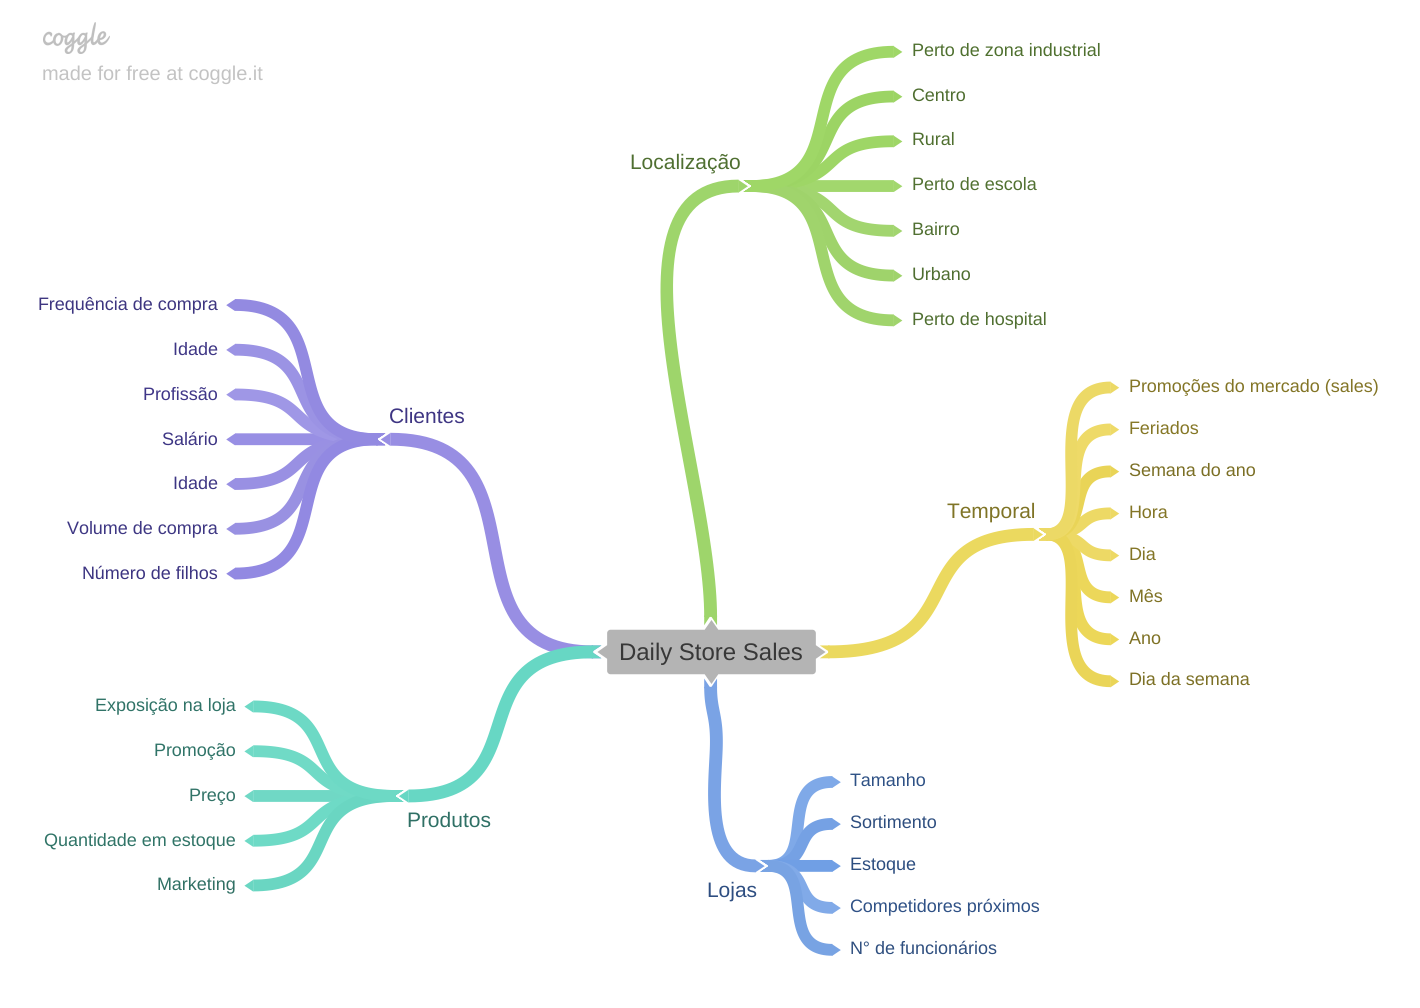 coggle
made for free at coggle.it
Localização
Perto de zona industrial
Centro
Rural
Perto de escola
Bairro
Urbano
Perto de hospital
Clientes
Frequência de compra
Idade
Profissão
Salário
Idade
Volume de compra
Número de filhos
Temporal
Promoções do mercado (sales)
Feriados
Semana do ano
Hora
Dia
Mês
Ano
Dia da semana
Daily Store Sales
Produtos
Exposição na loja
Promoção
Preço
Quantidade em estoque
Marketing
Lojas
Tamanho
Sortimento
Estoque
Competidores próximos
N° de funcionários